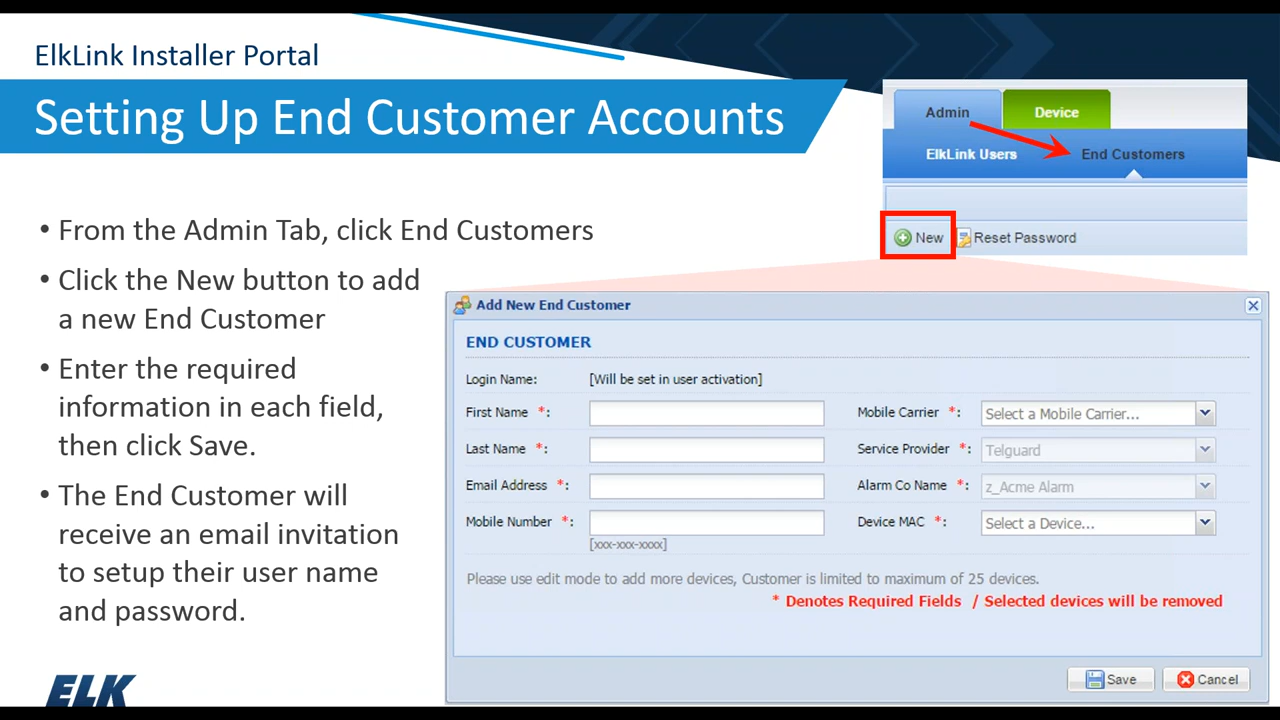 ElkLink Installer Portal
Setting Up End Customer Accounts
Admin
Device
ElkLink Users
End Customers
New
Reset Password
• From the Admin Tab, click End Customers
• Click the New button to add
a new End Customer
• Enter the required
information in each field,
then click Save.
• The End Customer will
receive an email invitation
to setup their user name
and password.
Add New End Customer
END CUSTOMER
Login Name: [Will be set in user activation]
First Name *: Mobile Carrier *: Select a Mobile Carrier...
Last Name *: Service Provider *: Telguard
Email Address *: Alarm Co Name *: z_Acme Alarm
Mobile Number *: Device MAC *: Select a Device...
[xxx-xxx-xxxx]
Please use edit mode to add more devices, Customer is limited to maximum of 25 devices.
* Denotes Required Fields / Selected devices will be removed
Save Cancel
ELK